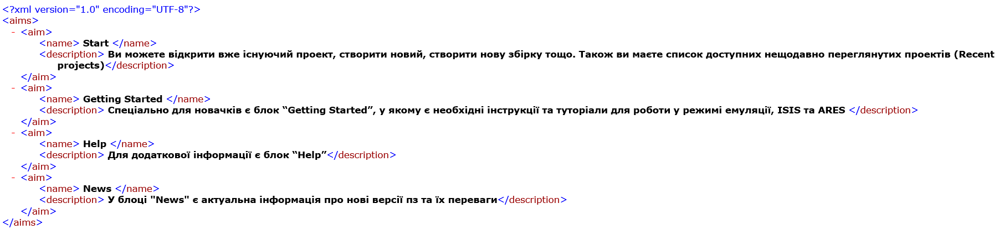 <?xml version="1.0" encoding="UTF-8"?>
<aims>
- <aim>
<name> Start </name>
<description> Ви можете відкрити вже існуючий проект, створити новий, створити нову збірку тощо. Також ви маєте список доступних нещодавно переглянутих проектів (Recent
projects)</description>
</aim>
- <aim>
<name> Getting Started </name>
<description> Спеціально для новачків є блок “Getting Started”, у якому є необхідні інструкції та туторіали для роботи у режимі емуляції, ISIS та ARES </description>
</aim>
- <aim>
<name> Help </name>
<description> Для додаткової інформації є блок “Help”</description>
</aim>
- <aim>
<name> News </name>
<description> У блоці "News" є актуальна інформація про нові версії пз та їх переваги</description>
</aim>
</aims>